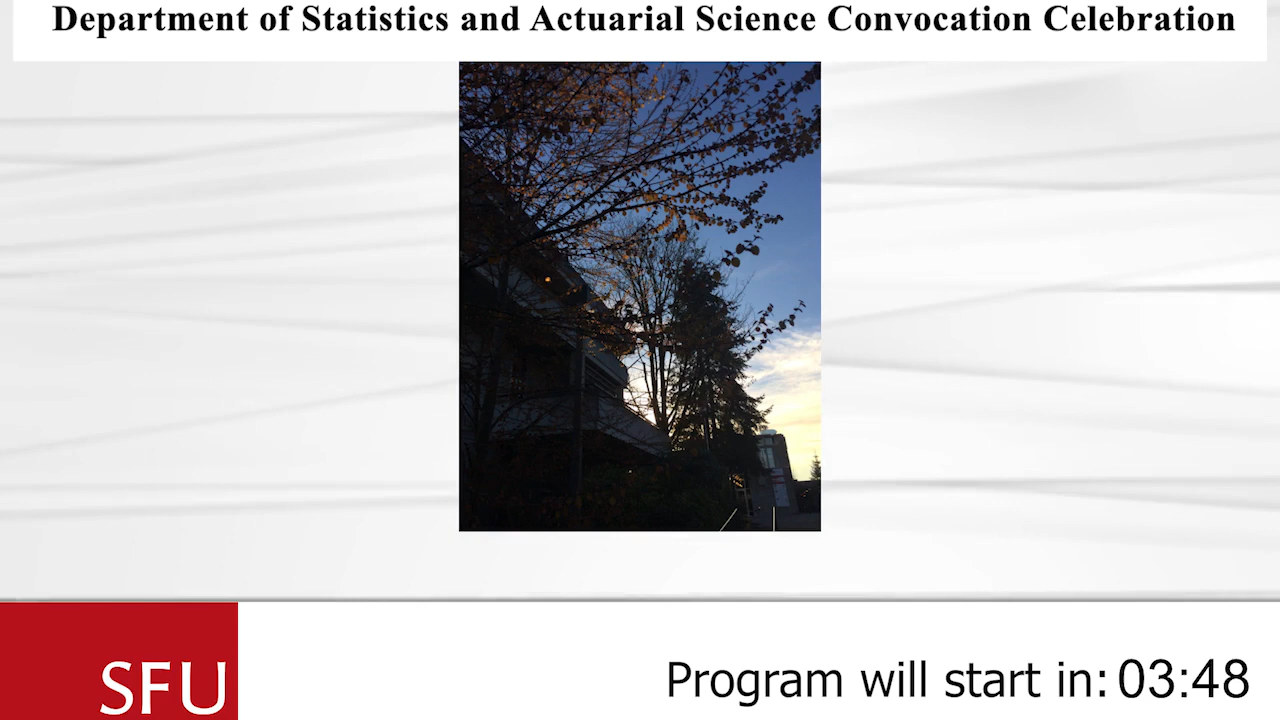 Department of Statistics and Actuarial Science Convocation Celebration
SFU
Program will start in: 03:48